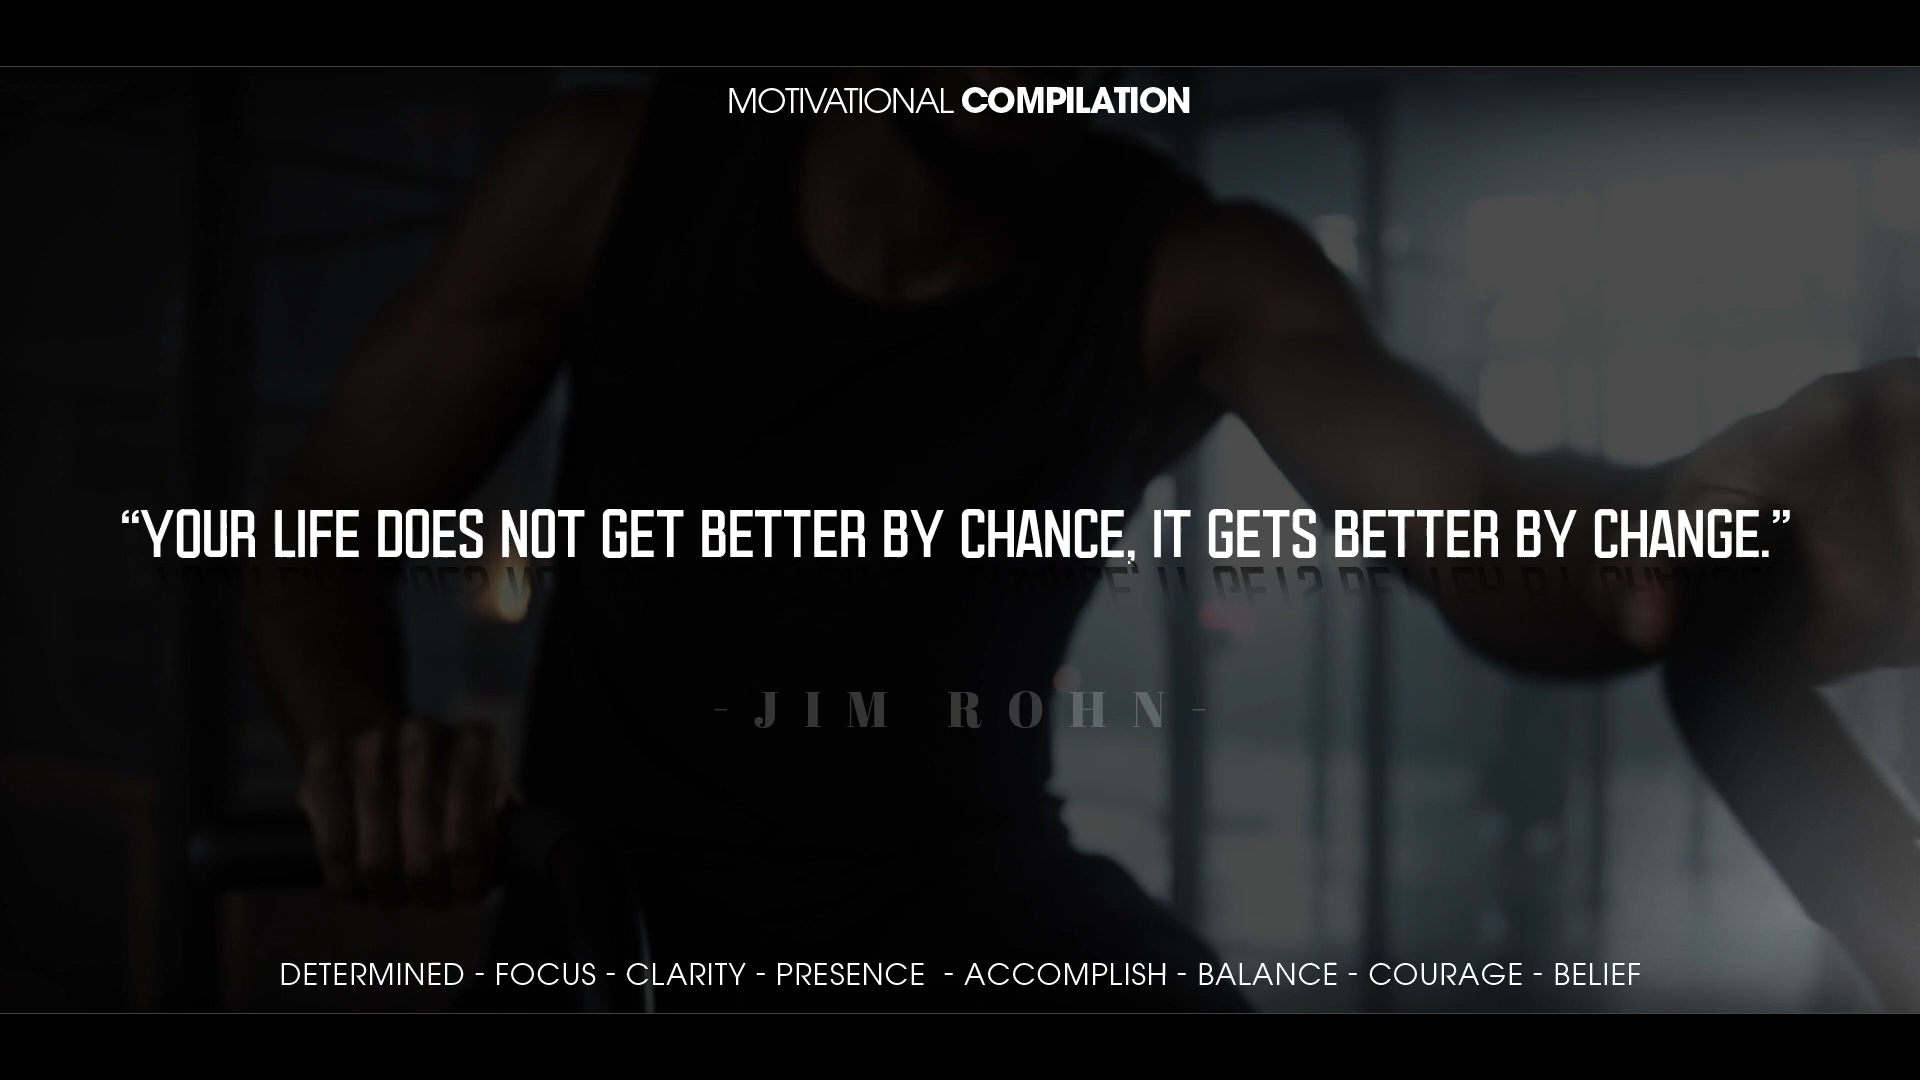 MOTIVATIONAL COMPILATION
“YOUR LIFE DOES NOT GET BETTER BY CHANCE, IT GETS BETTER BY CHANGE.”
- JIM ROHN -
DETERMINED - FOCUS - CLARITY - PRESENCE - ACCOMPLISH - BALANCE - COURAGE - BELIEF